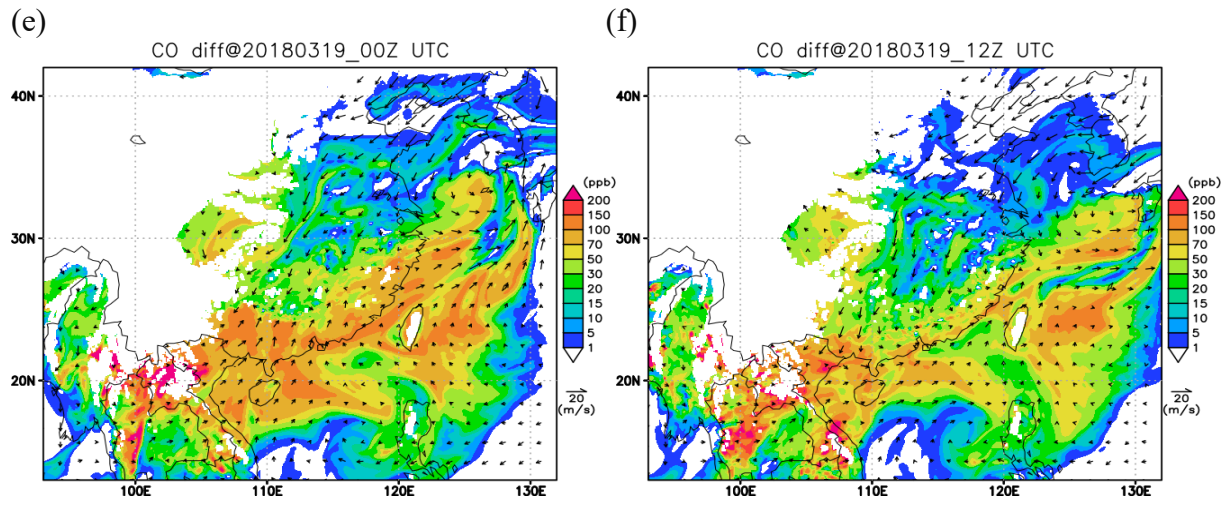 (e)
CO diff@20180319_00Z UTC
40N
30N
20N
100E 110E 120E 130E
(ppb)
200
150
100
70
50
30
20
15
10
5
1
20
(m/s)
(f)
CO diff@20180319_12Z UTC
40N
30N
20N
100E 110E 120E 130E
(ppb)
200
150
100
70
50
30
20
15
10
5
1
20
(m/s)